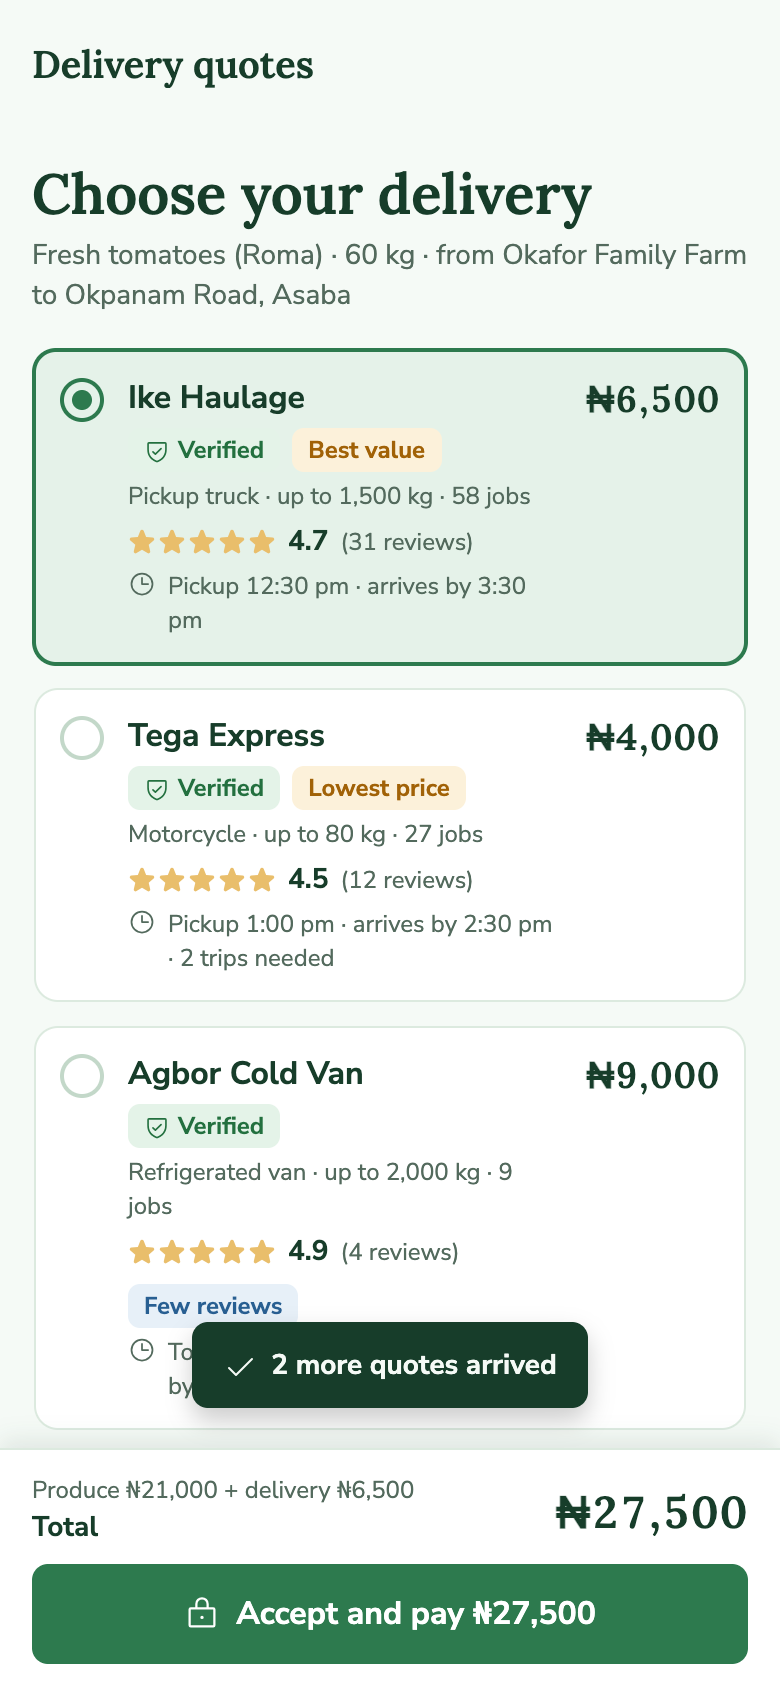 Delivery quotes
Choose your delivery
Fresh tomatoes (Roma) · 60 kg · from Okafor Family Farm
to Okpanam Road, Asaba
Ike Haulage
₦6,500
Verified
Best value
Pickup truck · up to 1,500 kg · 58 jobs
4.7 (31 reviews)
Pickup 12:30 pm · arrives by 3:30
pm
Tega Express
₦4,000
Verified
Lowest price
Motorcycle · up to 80 kg · 27 jobs
4.5 (12 reviews)
Pickup 1:00 pm · arrives by 2:30 pm
· 2 trips needed
Agbor Cold Van
₦9,000
Verified
Refrigerated van · up to 2,000 kg · 9
jobs
4.9 (4 reviews)
Few reviews
by
2 more quotes arrived
Produce ₦21,000 + delivery ₦6,500
Total
₦27,500
Accept and pay ₦27,500